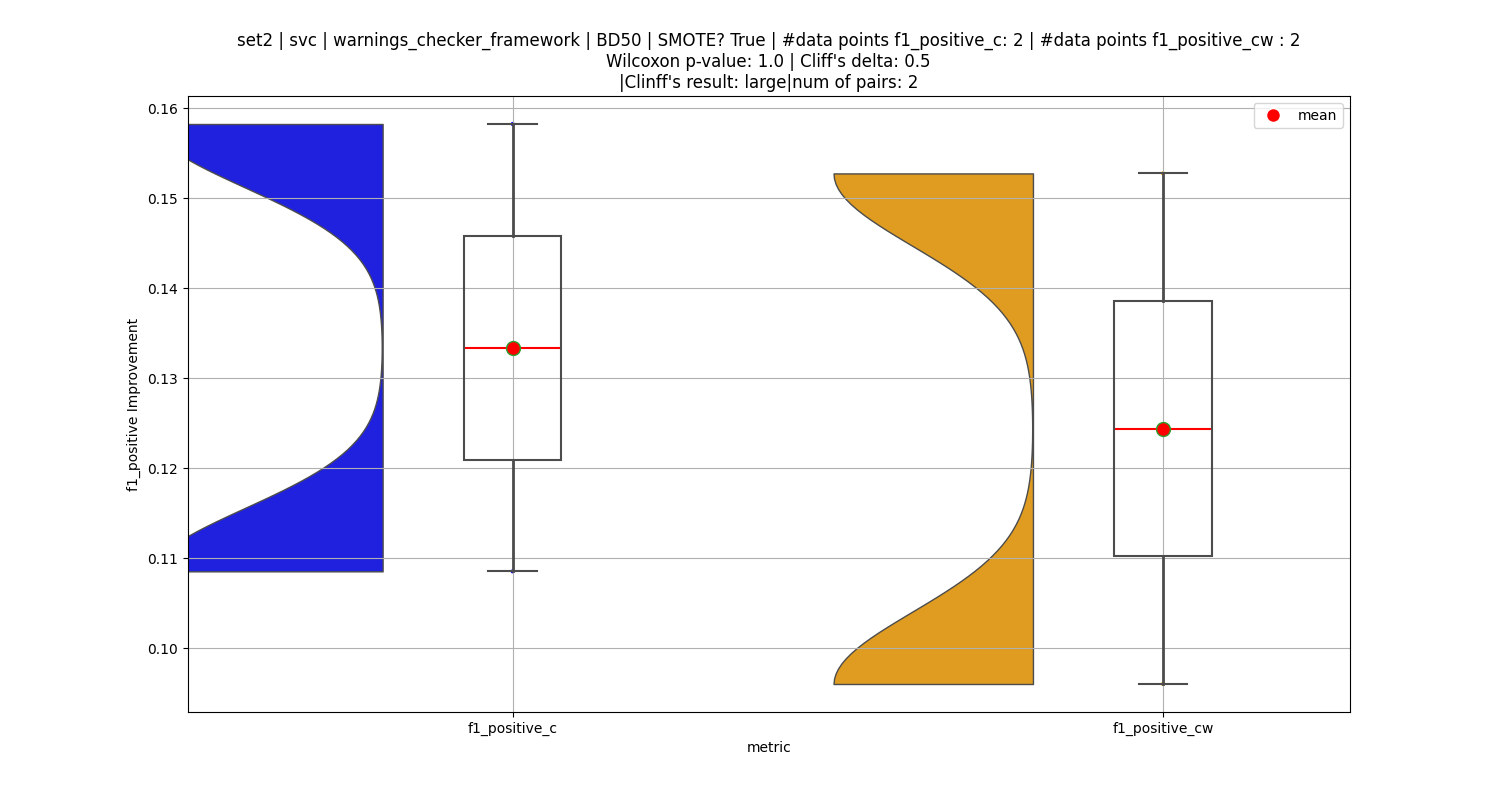 set2 | svc | warnings_checker_framework | BD50 | SMOTE? True | #data points f1_positive_c: 2 | #data points f1_positive_cw : 2
Wilcoxon p-value: 1.0 | Cliff's delta: 0.5
|Clinff's result: large|num of pairs: 2
mean
0.16
0.15
0.14
0.13
0.12
0.11
0.10
f1_positive Improvement
f1_positive_c
f1_positive_cw
metric